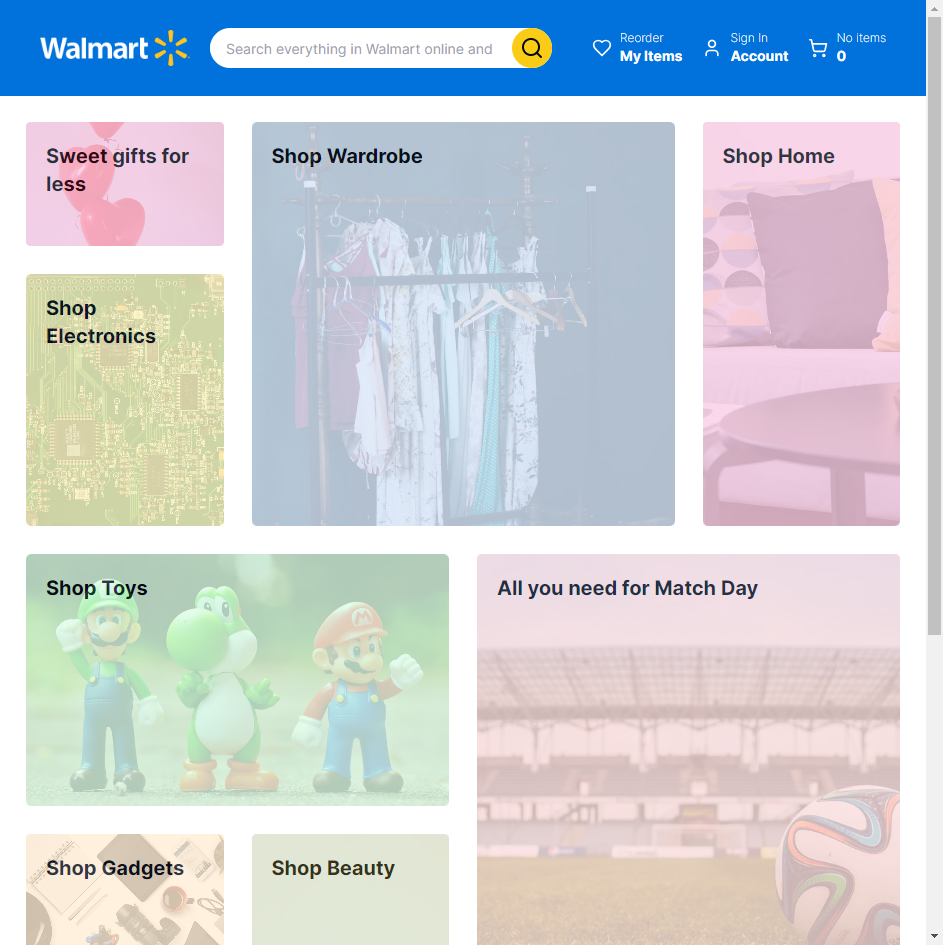 Walmart
Search everything in Walmart online and
Reorder
My Items
Sign In
Account
No items
0
Sweet gifts for
less
Shop Wardrobe
Shop Home
Shop
Electronics
Shop Toys
All you need for Match Day
Shop Gadgets
Shop Beauty